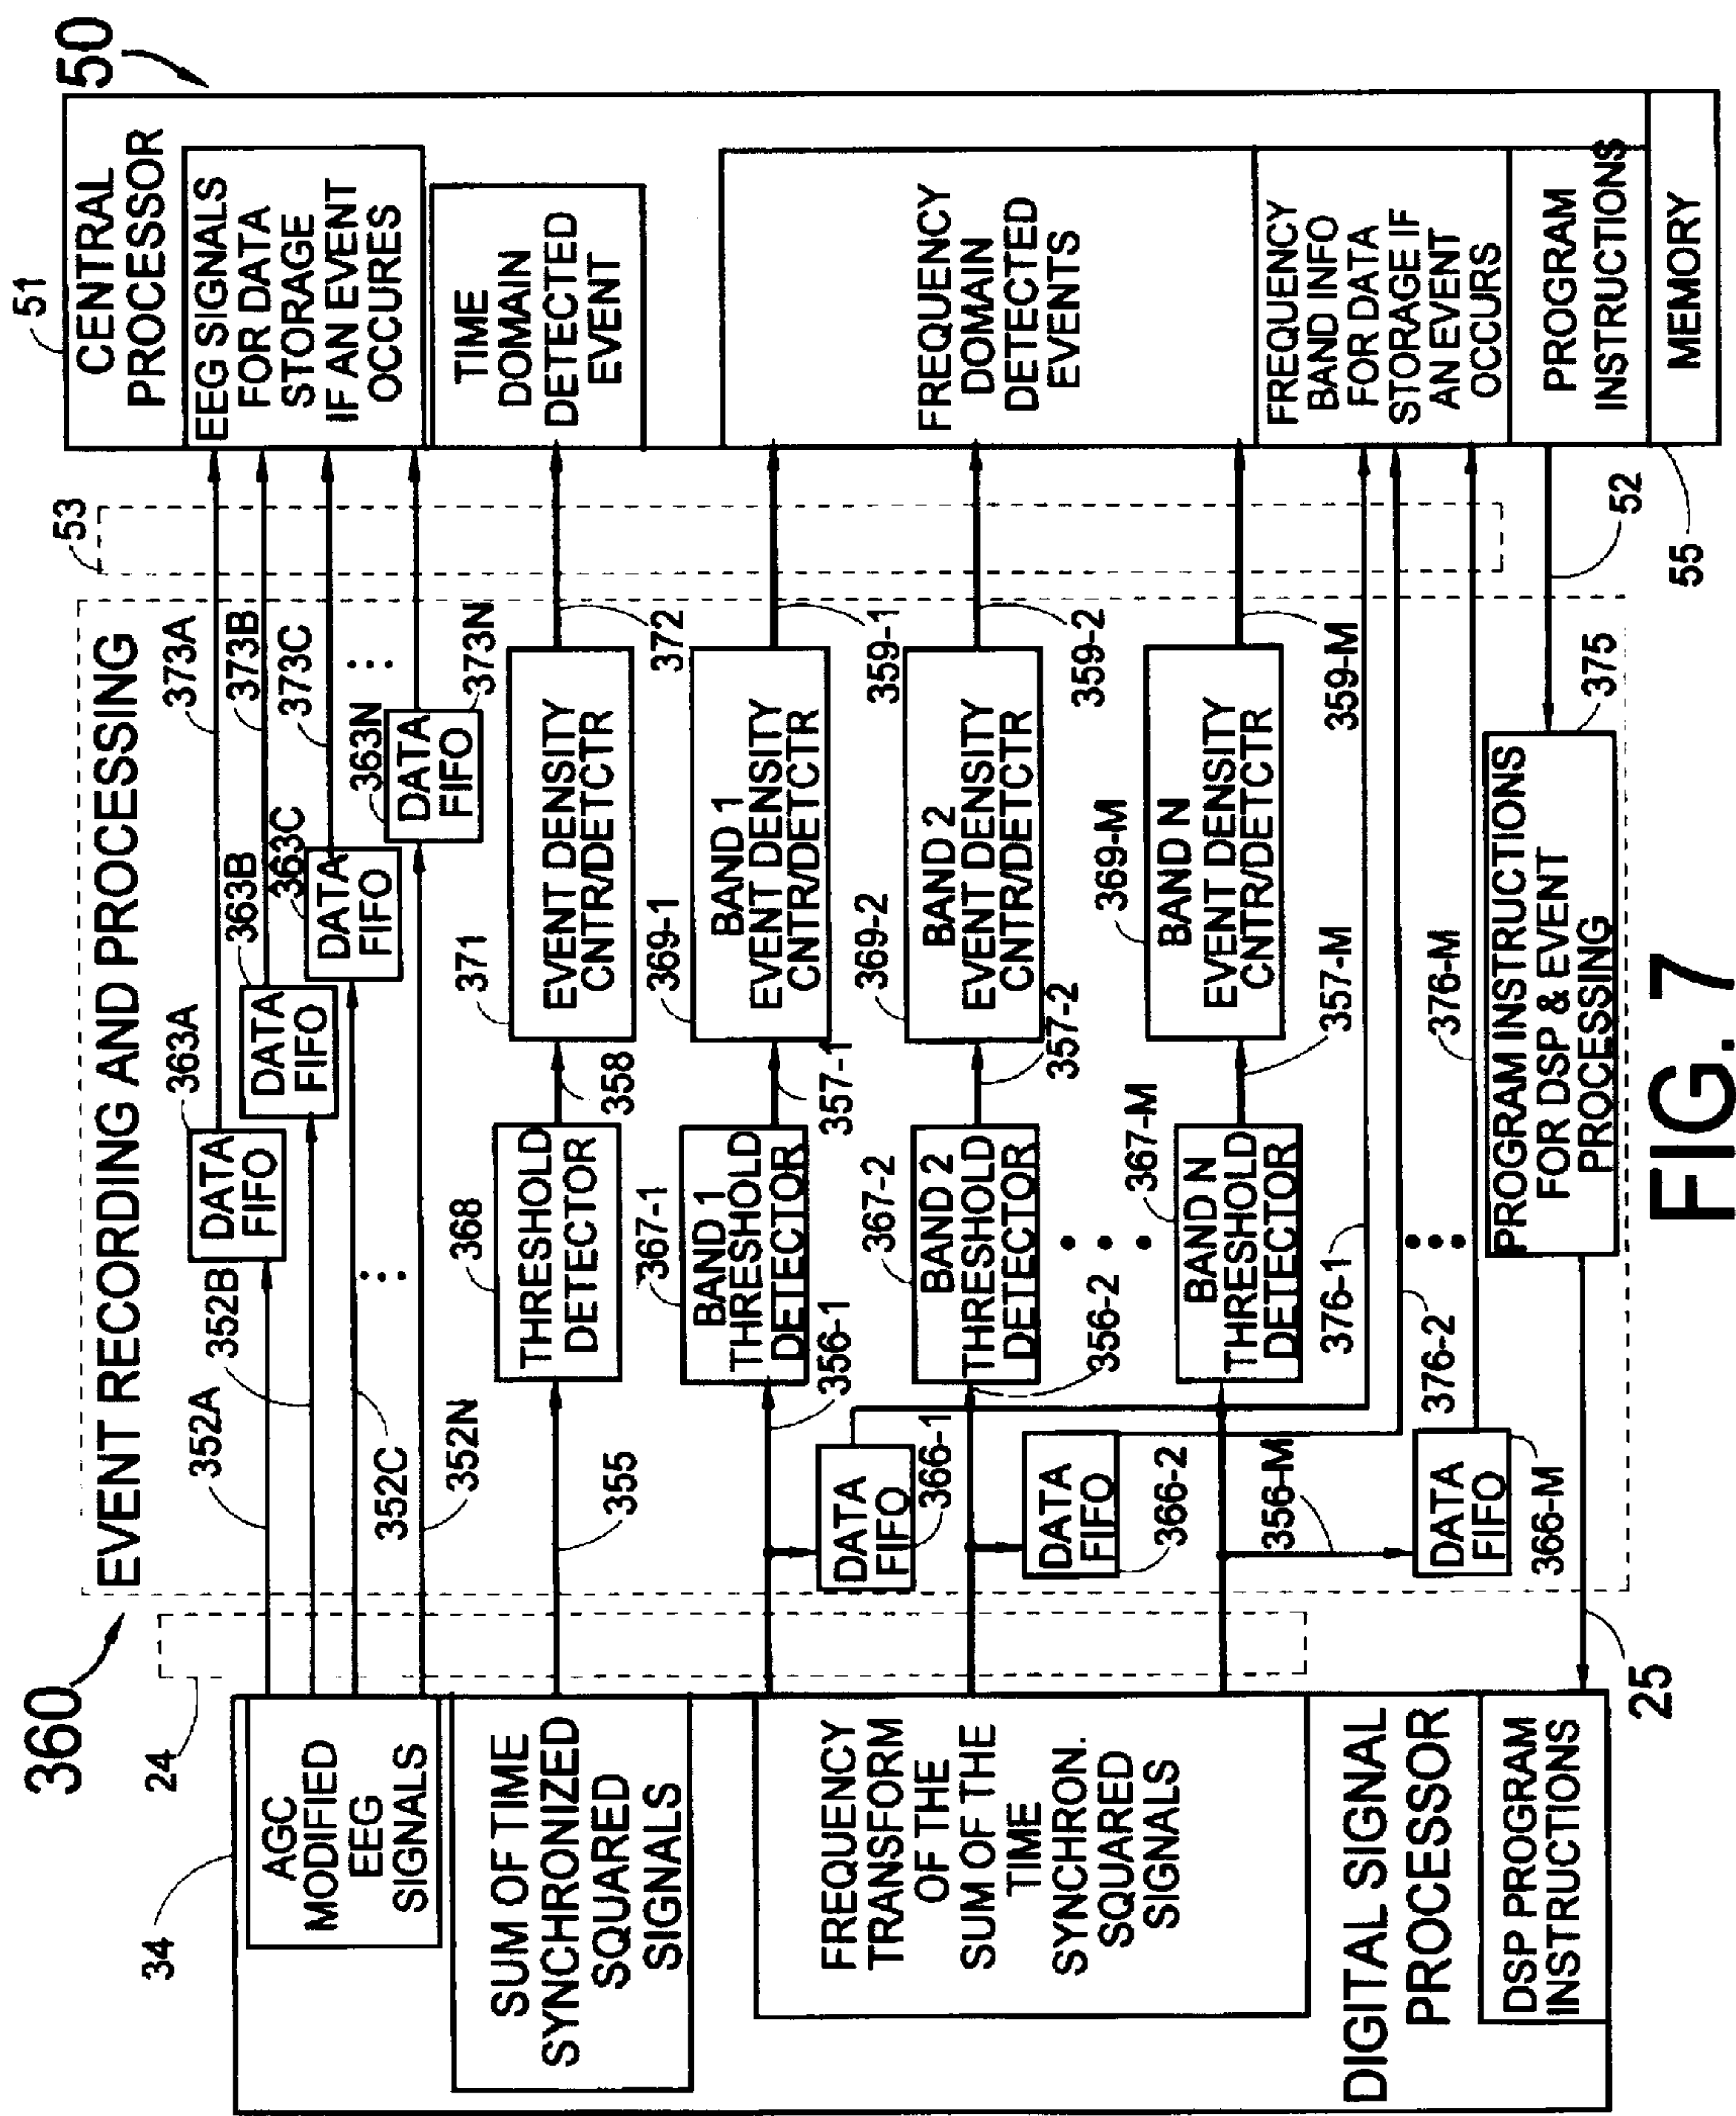 360
EVENT RECORDING AND PROCESSING
50
24
53
51
34
AGC
MODIFIED
EEG
SIGNALS
SUM OF TIME
SYNCHRONIZED
SQUARED
SIGNALS
FREQUENCY
TRANSFORM
OF THE
SUM OF THE
TIME
SYNCHRON.
SQUARED
SIGNALS
DIGITAL SIGNAL
PROCESSOR
DSP PROGRAM
INSTRUCTIONS
25
352A
352B
352C
352N
355
363A
DATA
FIFO
363B
DATA
FIFO
363C
DATA
FIFO
363N
DATA
FIFO
373A
373B
373C
373N
368
THRESHOLD
DETECTOR
358
371
EVENT DENSITY
CNTR/DETCTR
372
367-1
BAND 1
THRESHOLD
DETECTOR
356-1
357-1
369-1
BAND 1
EVENT DENSITY
CNTR/DETCTR
359-1
DATA
FIFO
366-1
367-2
BAND 2
THRESHOLD
DETECTOR
356-2
357-2
369-2
BAND 2
EVENT DENSITY
CNTR/DETCTR
359-2
DATA
FIFO
366-2
367-M
BAND N
THRESHOLD
DETECTOR
356-M
357-M
369-M
BAND N
EVENT DENSITY
CNTR/DETCTR
359-M
DATA
FIFO
366-M
376-1
376-2
376-M
PROGRAM INSTRUCTIONS
FOR DSP & EVENT
PROCESSING
375
52
55
CENTRAL
PROCESSOR
EEG SIGNALS
FOR DATA
STORAGE
IF AN EVENT
OCCURES
TIME
DOMAIN
DETECTED
EVENT
FREQUENCY
DOMAIN
DETECTED
EVENTS
FREQUENCY
BAND INFO
FOR DATA
STORAGE IF
AN EVENT
OCCURS
PROGRAM
INSTRUCTIONS
MEMORY
FIG. 7